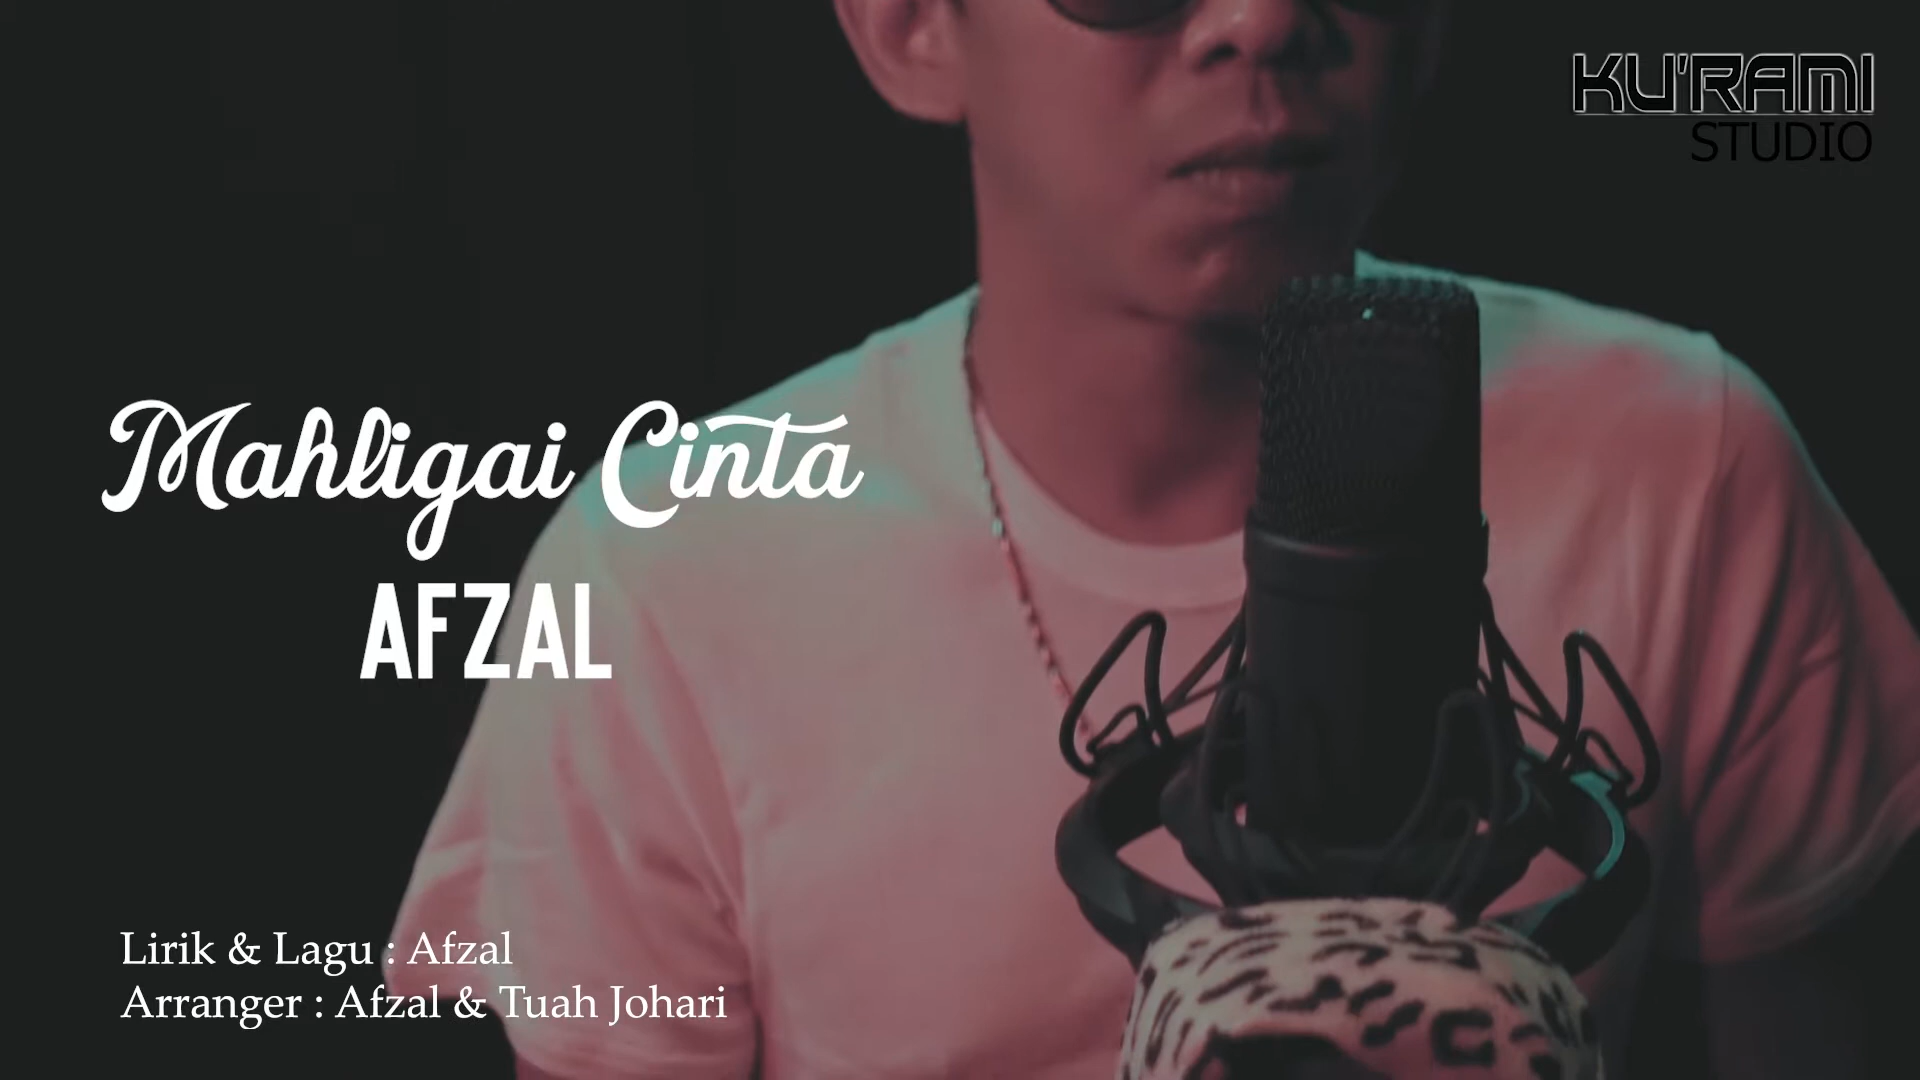 KU'RAMI
STUDIO
Mahligai Cinta
AFZAL
Lirik & Lagu : Afzal
Arranger : Afzal & Tuah Johari